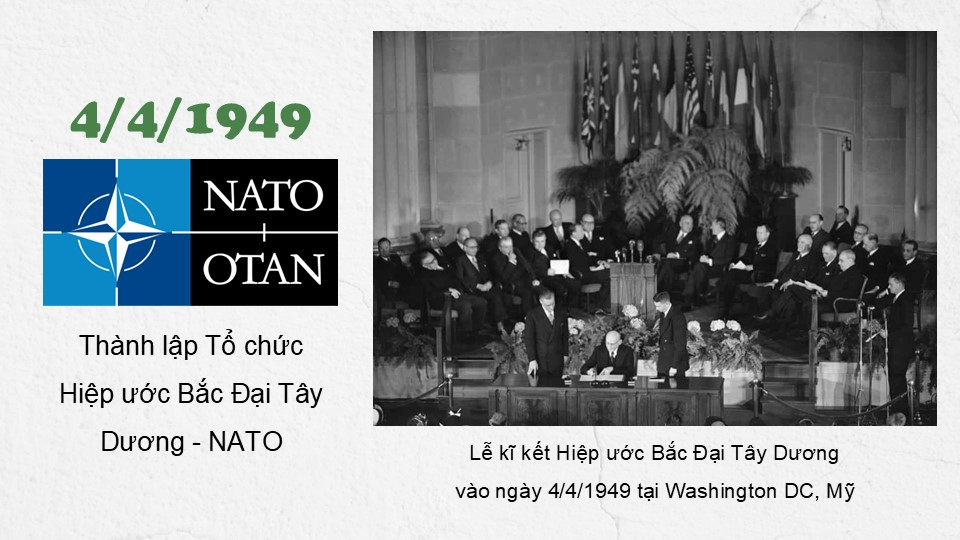 4/4/1949
NATO
OTAN
Thành lập Tổ chức
Hiệp ước Bắc Đại Tây
Dương - NATO
Lễ kĩ kết Hiệp ước Bắc Đại Tây Dương
vào ngày 4/4/1949 tại Washington DC, Mỹ